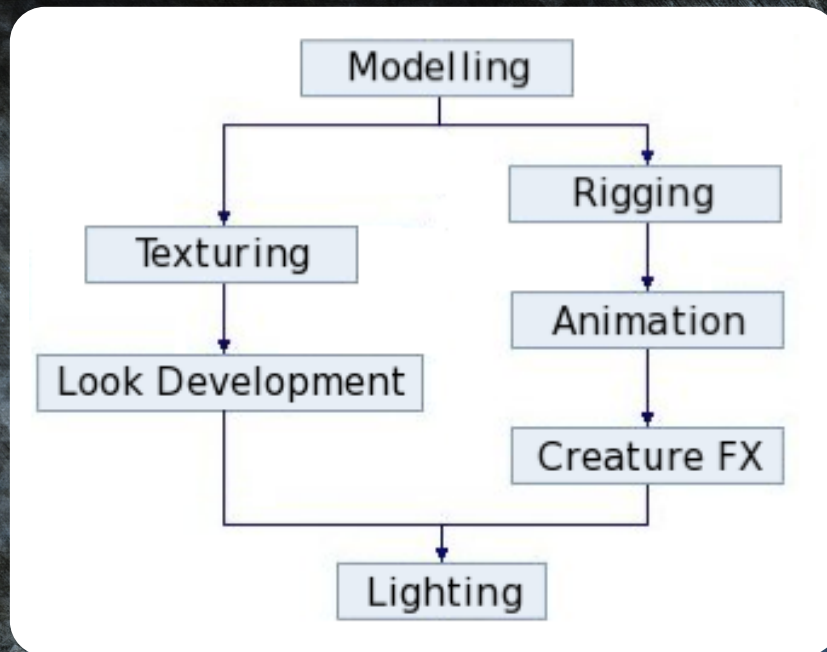 Modelling
Rigging
Texturing
Animation
Look Development
Creature FX
Lighting